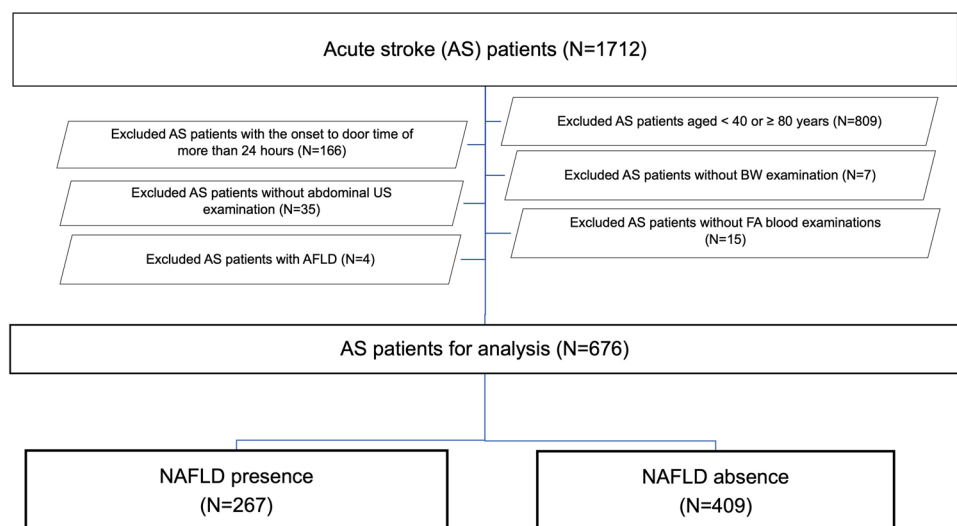 Acute stroke (AS) patients (N=1712)
Excluded AS patients aged < 40 or ≥ 80 years (N=809)
Excluded AS patients with the onset to door time of
more than 24 hours (N=166)
Excluded AS patients without BW examination (N=7)
Excluded AS patients without abdominal US
examination (N=35)
Excluded AS patients without FA blood examinations
(N=15)
Excluded AS patients with AFLD (N=4)
AS patients for analysis (N=676)
NAFLD presence
(N=267)
NAFLD absence
(N=409)